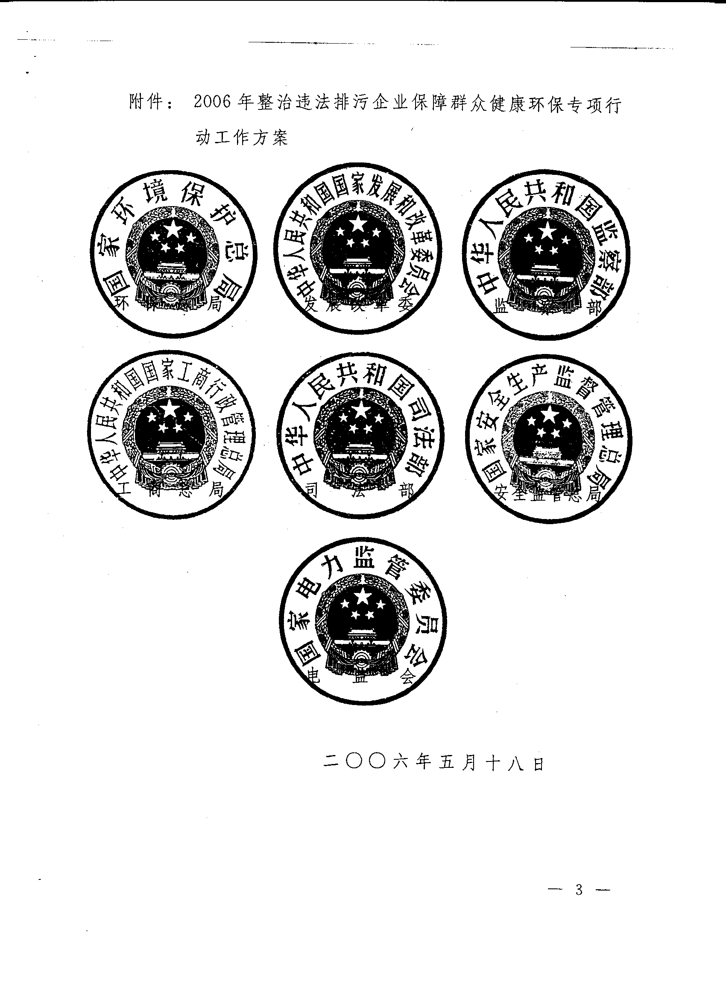 附件： 2006年整治违法排污企业保障群众健康环保专项行
动工作方案
国家环境保护总局
环保总局
中华人民共和国国家发展和改革委员会
发展改革委
中华人民共和国监察部
监察部
中华人民共和国国家工商行政管理总局
工商总局
中华人民共和国司法部
司法部
国家安全生产监督管理总局
安全监管总局
国家电力监管委员会
电监会
二〇〇六年五月十八日
— 3 —